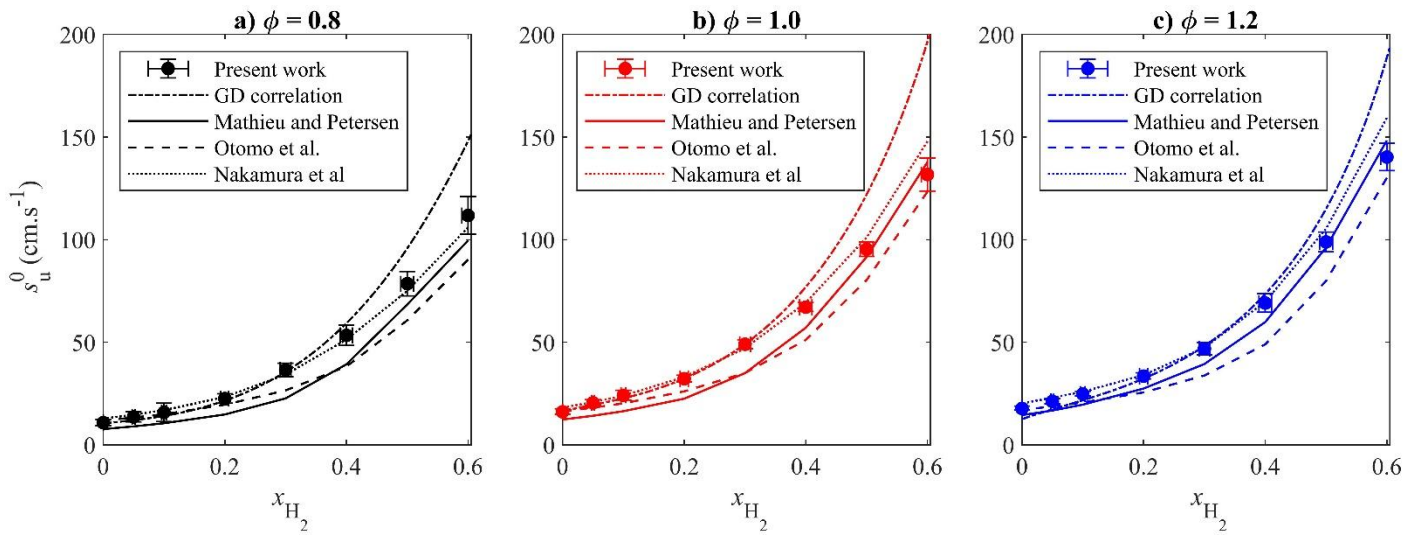 a) ϕ = 0.8
200
150
100
50
0
s_u^0 (cm.s⁻¹)
Present work
GD correlation
Mathieu and Petersen
Otomo et al.
Nakamura et al
0 0.2 0.4 0.6
x_H₂
b) ϕ = 1.0
200
150
100
50
0
Present work
GD correlation
Mathieu and Petersen
Otomo et al.
Nakamura et al
0 0.2 0.4 0.6
x_H₂
c) ϕ = 1.2
200
150
100
50
0
Present work
GD correlation
Mathieu and Petersen
Otomo et al.
Nakamura et al
0 0.2 0.4 0.6
x_H₂